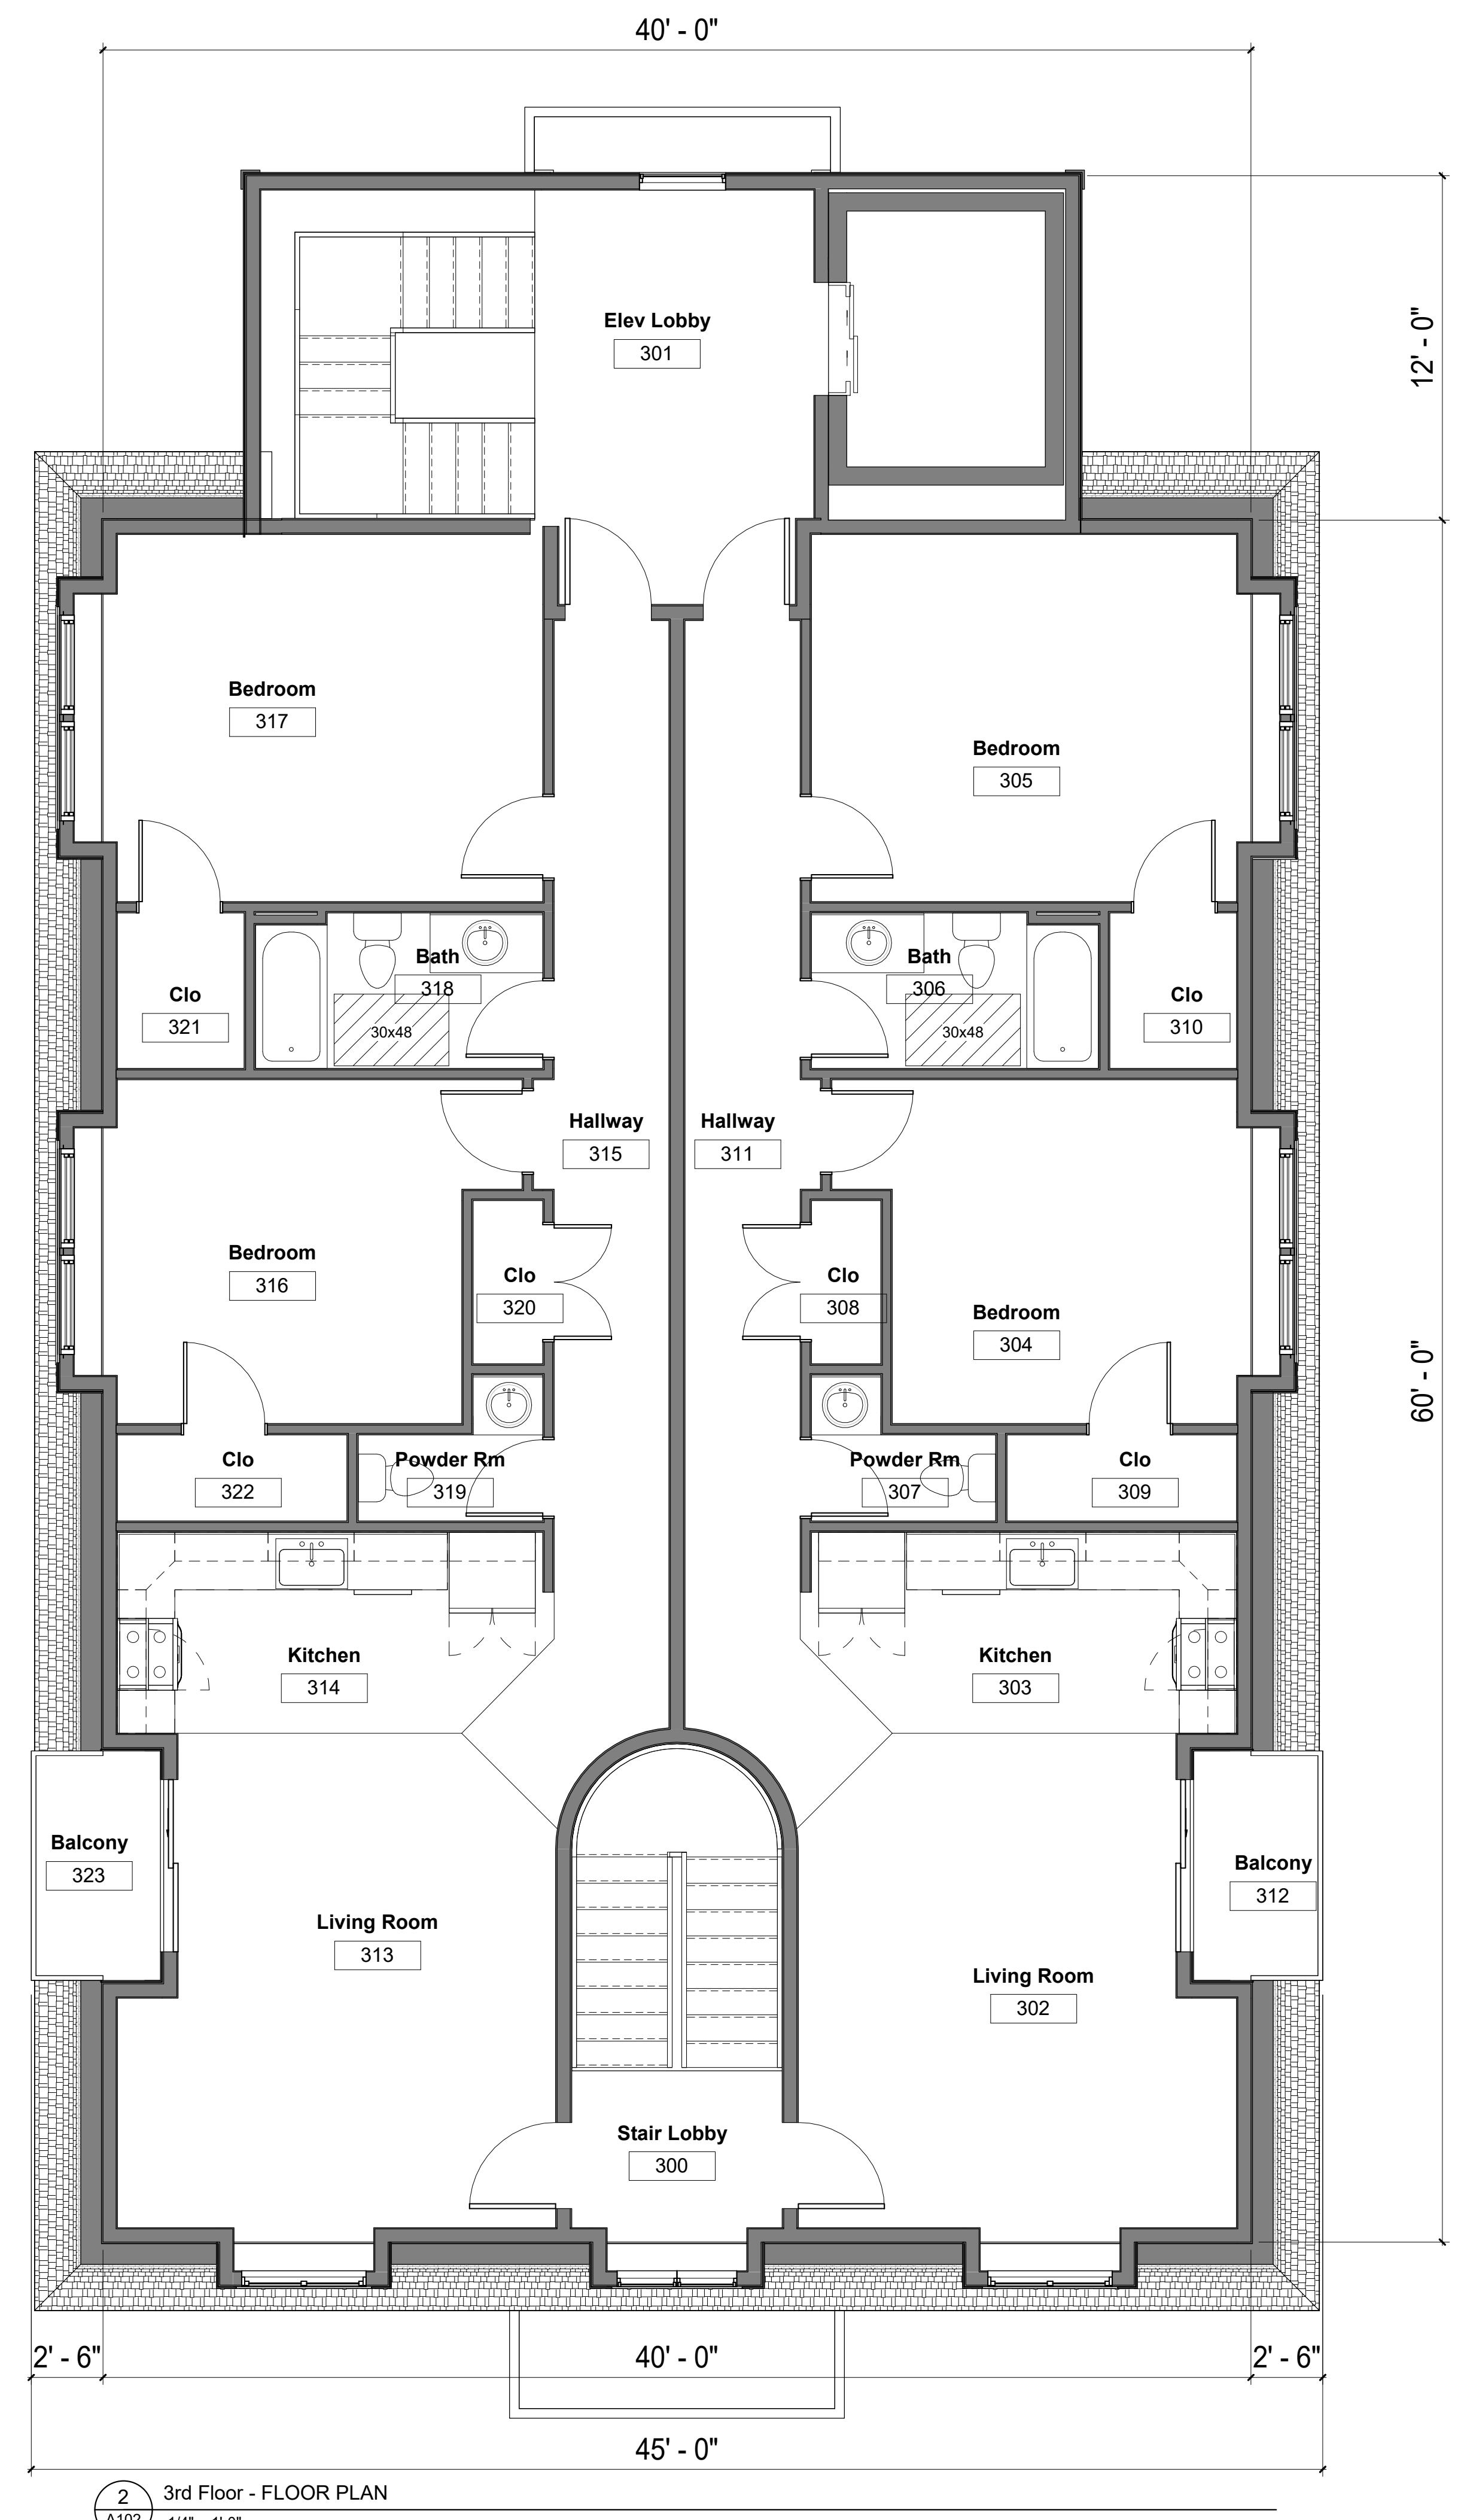 40' - 0"
Elev Lobby
301
12' - 0"
Bedroom
317
Bedroom
305
Bath
318
30x48
Bath
306
30x48
Clo
321
Clo
310
Hallway
315
Hallway
311
Bedroom
316
Clo
320
Clo
308
Bedroom
304
60' - 0"
Clo
322
Powder Rm
319
Powder Rm
307
Clo
309
Kitchen
314
Kitchen
303
Balcony
323
Balcony
312
Living Room
313
Living Room
302
Stair Lobby
300
2' - 6"
40' - 0"
2' - 6"
45' - 0"
2
3rd Floor - FLOOR PLAN
A102